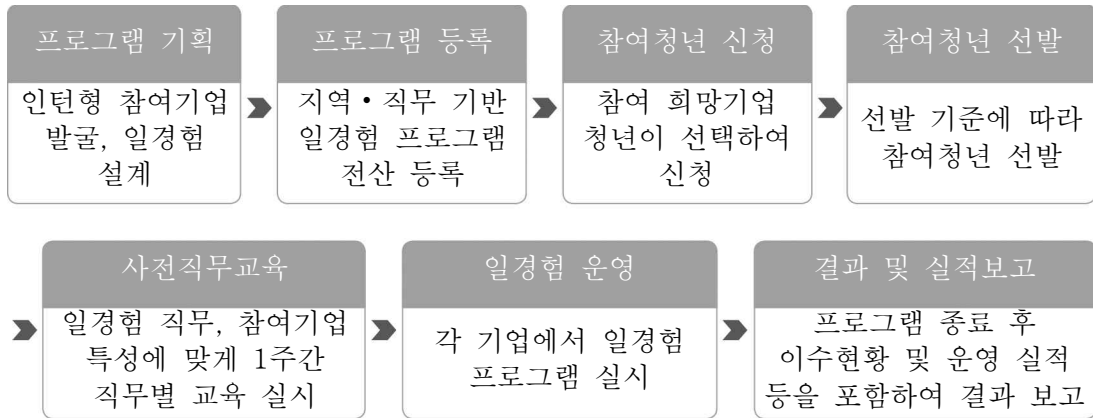 프로그램 기획
인턴형 참여기업
발굴, 일경험
설계
프로그램 등록
지역・직무 기반
일경험 프로그램
전산 등록
참여청년 신청
참여 희망기업
청년이 선택하여
신청
참여청년 선발
선발 기준에 따라
참여청년 선발
사전직무교육
일경험 직무, 참여기업
특성에 맞게 1주간
직무별 교육 실시
일경험 운영
각 기업에서 일경험
프로그램 실시
결과 및 실적보고
프로그램 종료 후
이수현황 및 운영 실적
등을 포함하여 결과 보고